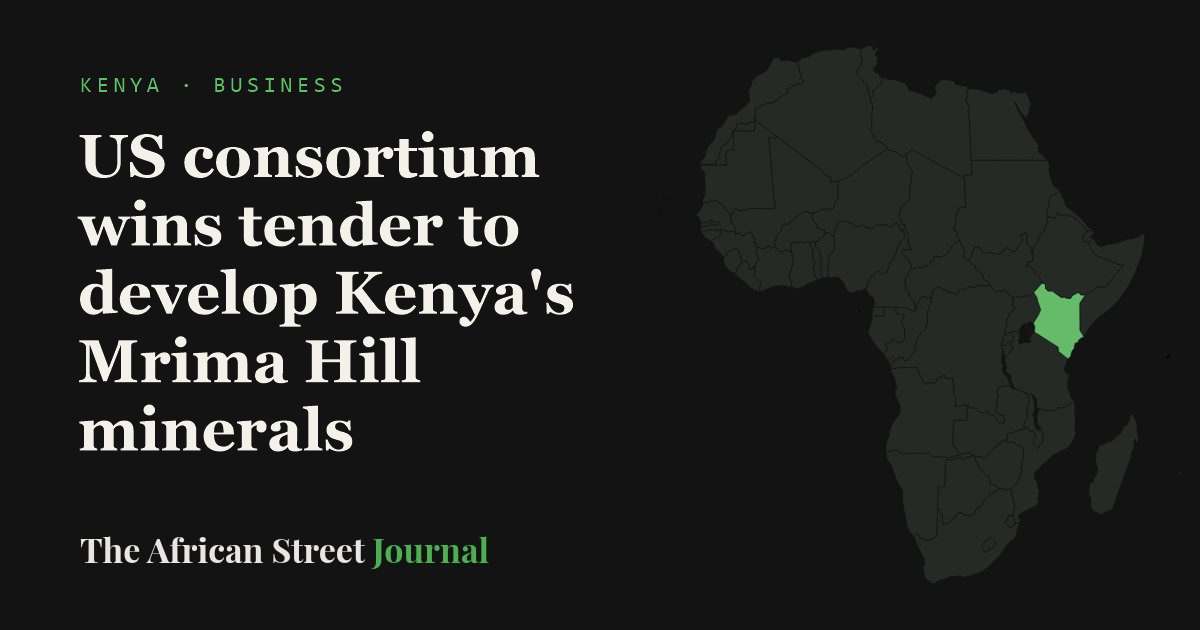 KENYA · BUSINESS
US consortium
wins tender to
develop Kenya's
Mrima Hill
minerals
The African Street Journal